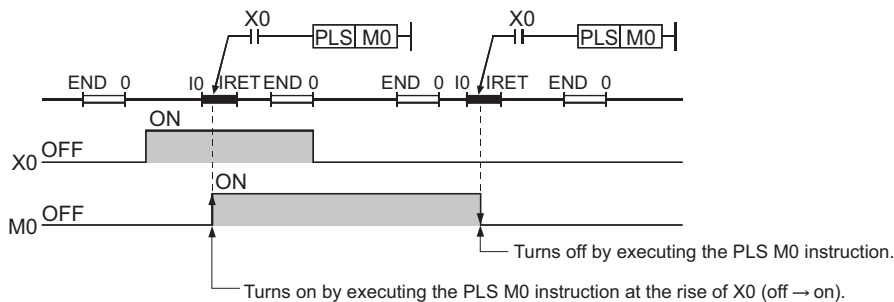 X0 X0
PLS M0 PLS M0
END 0 I0 IRET END 0 END 0 I0 IRET END 0
ON
X0 OFF
ON
M0 OFF
Turns off by executing the PLS M0 instruction.
Turns on by executing the PLS M0 instruction at the rise of X0 (off → on).